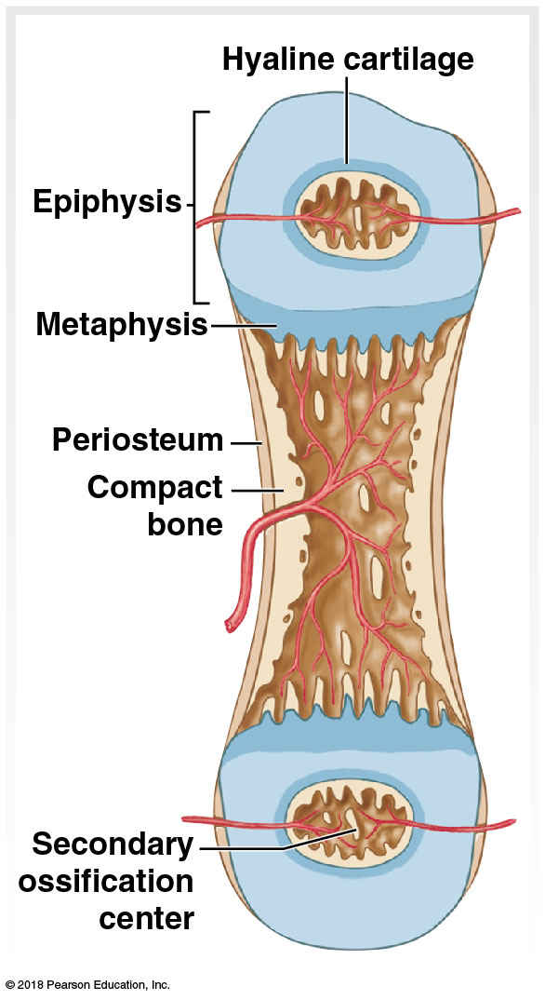 Hyaline cartilage
Epiphysis
Metaphysis
Periosteum
Compact
bone
Secondary
ossification
center
© 2018 Pearson Education, Inc.